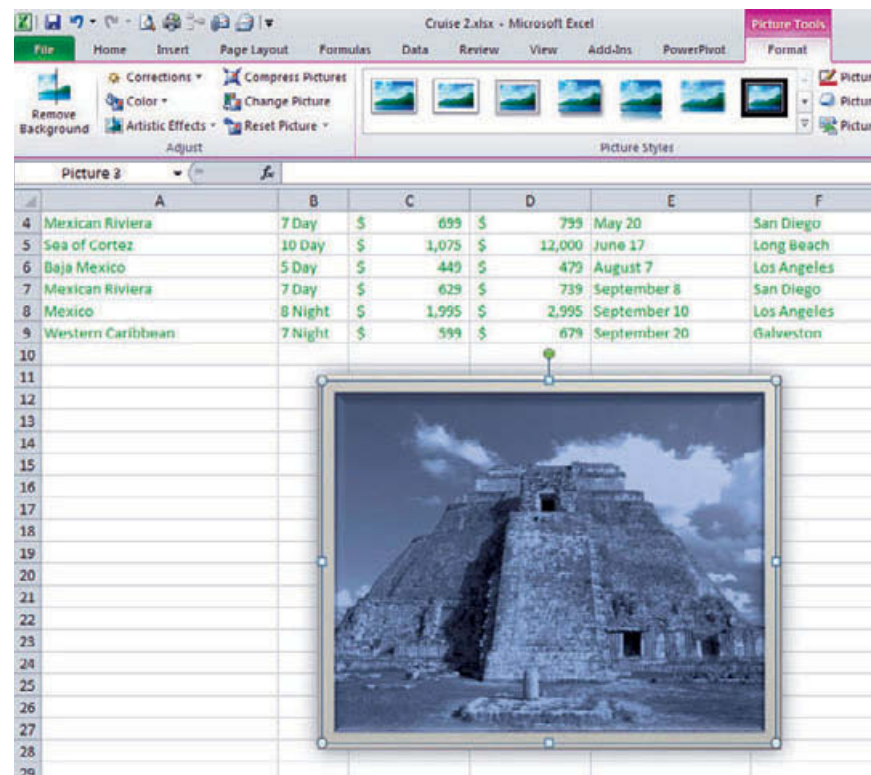 Cruise 2.xlsx - Microsoft Excel
Picture Tools
File Home Insert Page Layout Formulas Data Review View Add-Ins PowerPivot Format
Remove Background
Corrections
Color
Artistic Effects
Compress Pictures
Change Picture
Reset Picture
Adjust
Picture Styles
Pictur
Pictur
Pictur
Picture 3 fx
A B C D E F
4 Mexican Riviera 7 Day $ 699 $ 799 May 20 San Diego
5 Sea of Cortez 10 Day $ 1,075 $ 12,000 June 17 Long Beach
6 Baja Mexico 5 Day $ 449 $ 479 August 7 Los Angeles
7 Mexican Riviera 7 Day $ 629 $ 739 September 8 San Diego
8 Mexico 8 Night $ 1,995 $ 2,995 September 10 Los Angeles
9 Western Caribbean 7 Night $ 599 $ 679 September 20 Galveston
10
11
12
13
14
15
16
17
18
19
20
21
22
23
24
25
26
27
28
29